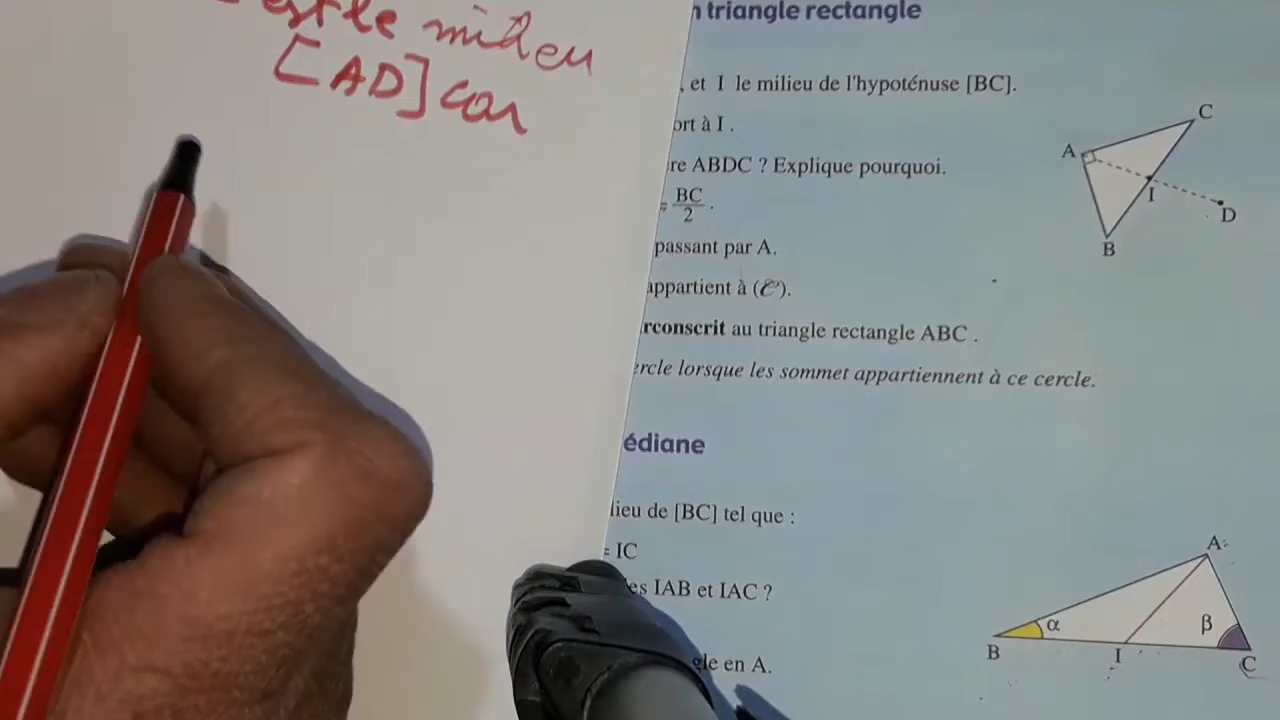 est le milieu
[AD] car
triangle rectangle
, et I le milieu de l'hypoténuse [BC].
ort à I .
re ABDC ? Explique pourquoi.
= BC/2 .
passant par A.
appartient à (𝒞).
rconscrit au triangle rectangle ABC .
ercle lorsque les sommet appartiennent à ce cercle.
C
A
I
D
B
édiane
lieu de [BC] tel que :
= IC
es IAB et IAC ?
gle en A.
A
α
β
B
I
C